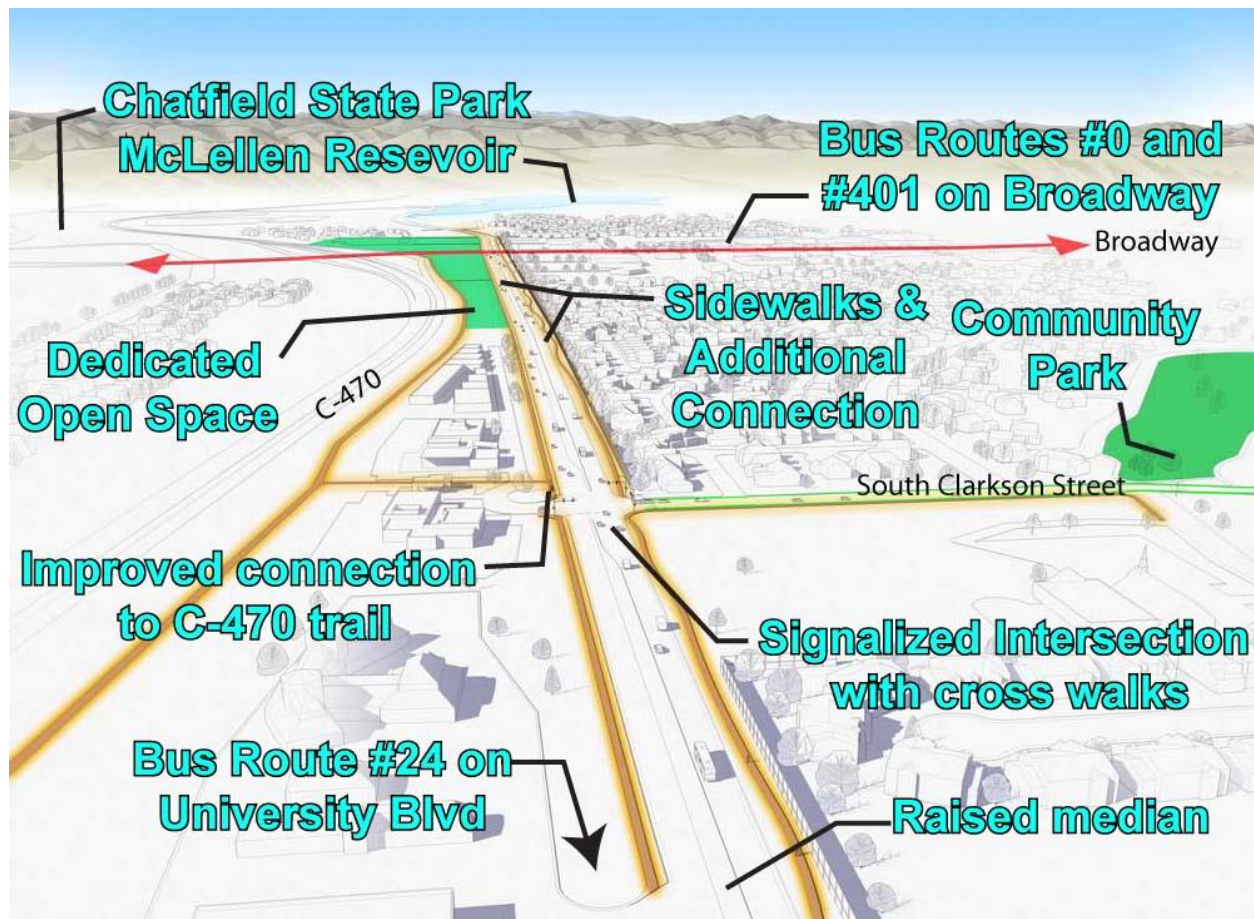 Chatfield State Park
McLellen Resevoir
Bus Routes #0 and
#401 on Broadway
Broadway
Dedicated
Open Space
C-470
Sidewalks &
Additional
Connection
Community
Park
South Clarkson Street
Improved connection
to C-470 trail
Signalized Intersection
with cross walks
Bus Route #24 on
University Blvd
Raised median